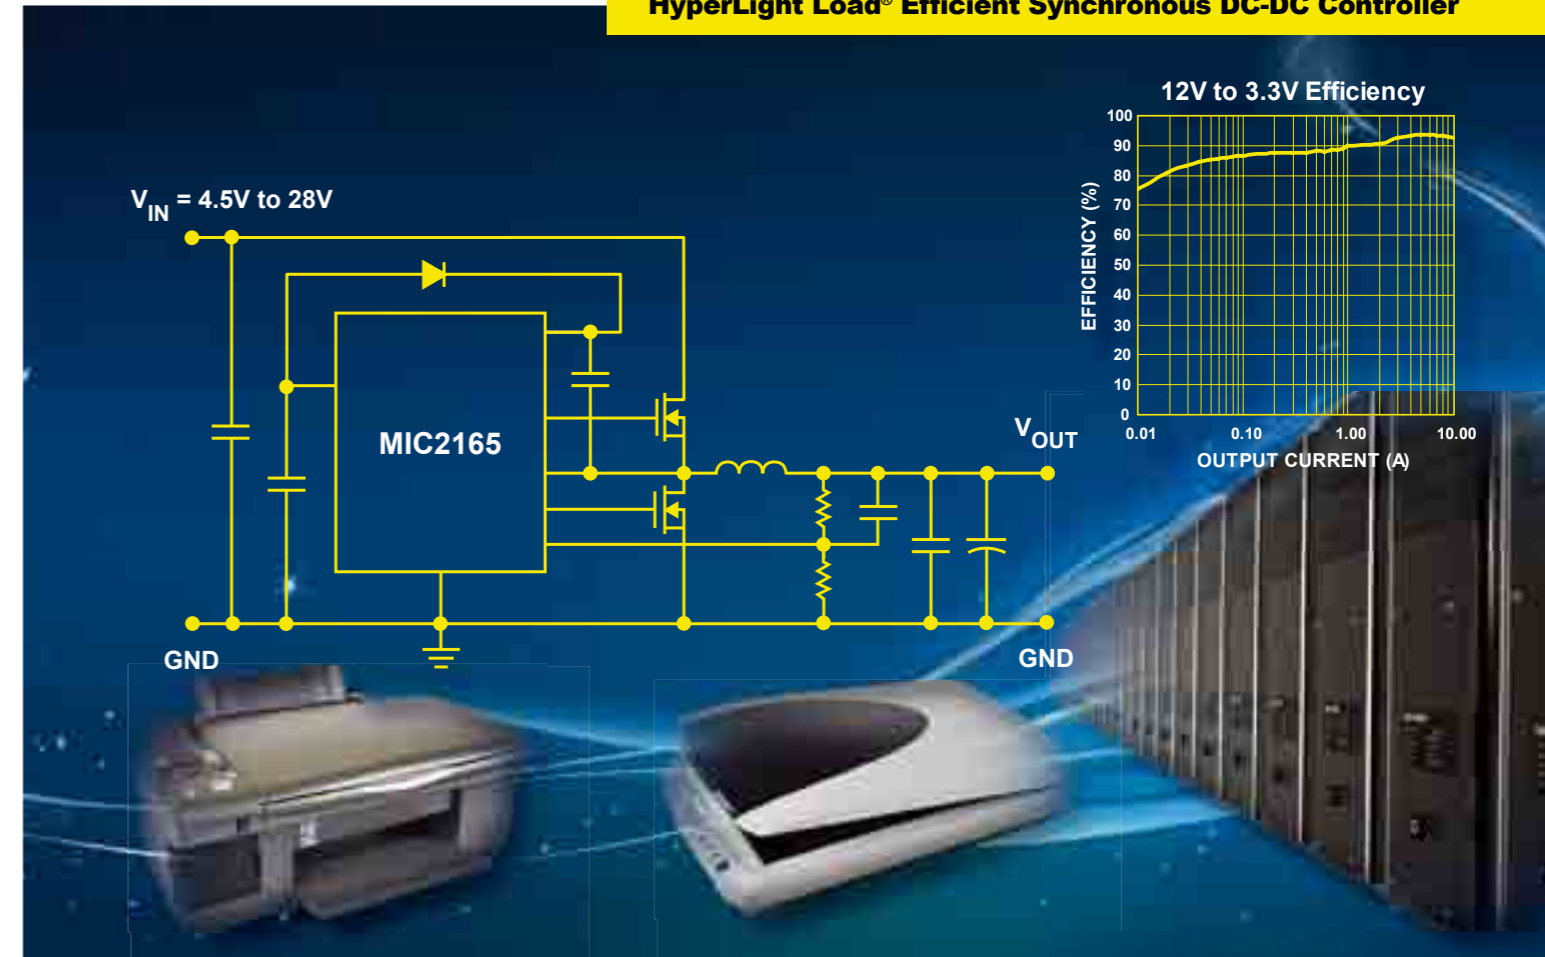 HyperLight Load® Efficient Synchronous DC-DC Controller
12V to 3.3V Efficiency
100
90
80
70
60
50
40
30
20
10
0
EFFICIENCY (%)
0.01 0.10 1.00 10.00
OUTPUT CURRENT (A)
VIN = 4.5V to 28V
MIC2165
VOUT
GND
GND